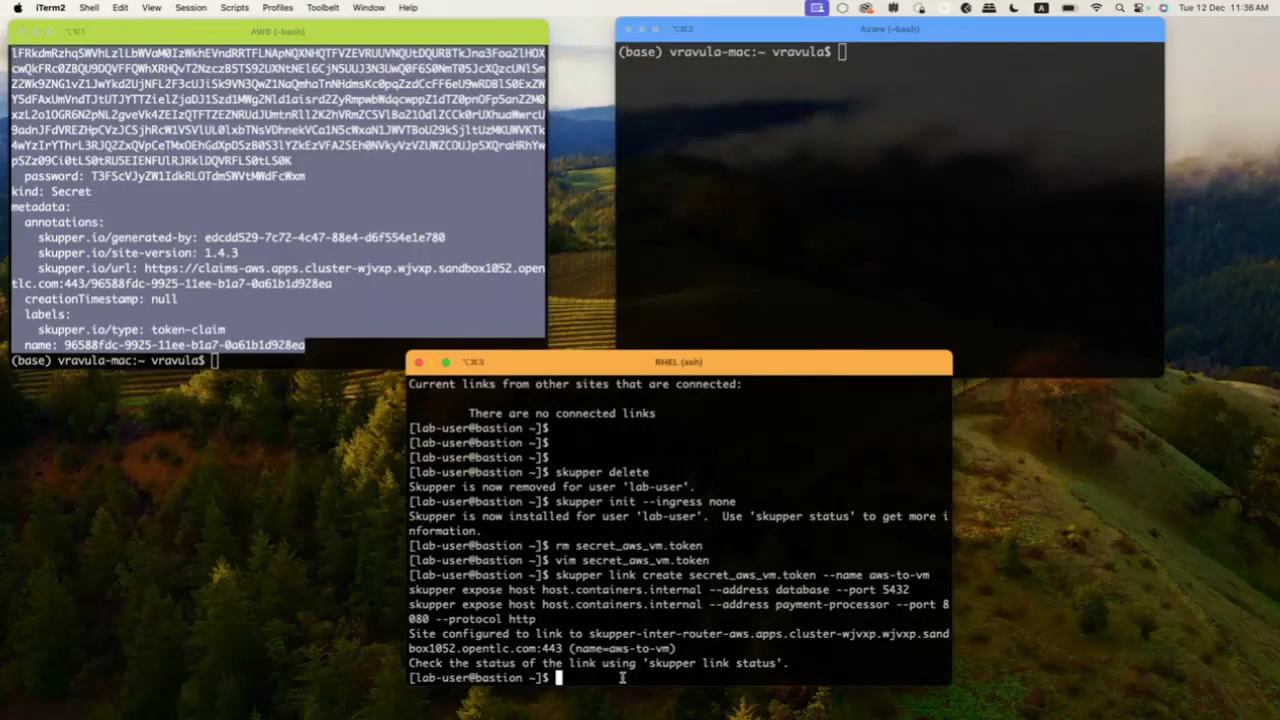 iTerm2 Shell Edit View Session Scripts Profiles Toolbelt Window Help
A
Tue 12 Dec 11:36 AM
⌥⌘1 AWS (-bash)
password: T3FScVJyZW1IdkRLOTdmSWVtMWdFcWxm
kind: Secret
metadata:
annotations:
skupper.io/generated-by: edcdd529-7c72-4c47-88e4-d6f554e1e780
skupper.io/site-version: 1.4.3
skupper.io/url: https://claims-aws.apps.cluster-wjvxp.wjvxp.sandbox1052.open
tlc.com:443/96588fdc-9925-11ee-b1a7-0a61b1d928ea
creationTimestamp: null
labels:
skupper.io/type: token-claim
name: 96588fdc-9925-11ee-b1a7-0a61b1d928ea
(base) vravula-mac:~ vravula$
⌥⌘2 Azure (-bash)
(base) vravula-mac:~ vravula$
⌥⌘3 RHEL (ssh)
Current links from other sites that are connected:
There are no connected links
[lab-user@bastion ~]$
[lab-user@bastion ~]$
[lab-user@bastion ~]$
[lab-user@bastion ~]$ skupper delete
Skupper is now removed for user 'lab-user'.
[lab-user@bastion ~]$ skupper init --ingress none
Skupper is now installed for user 'lab-user'.  Use 'skupper status' to get more i
nformation.
[lab-user@bastion ~]$ rm secret_aws_vm.token
[lab-user@bastion ~]$ vim secret_aws_vm.token
[lab-user@bastion ~]$ skupper link create secret_aws_vm.token --name aws-to-vm
skupper expose host host.containers.internal --address database --port 5432
skupper expose host host.containers.internal --address payment-processor --port 8
080 --protocol http
Site configured to link to skupper-inter-router-aws.apps.cluster-wjvxp.wjvxp.sand
box1052.opentlc.com:443 (name=aws-to-vm)
Check the status of the link using 'skupper link status'.
[lab-user@bastion ~]$